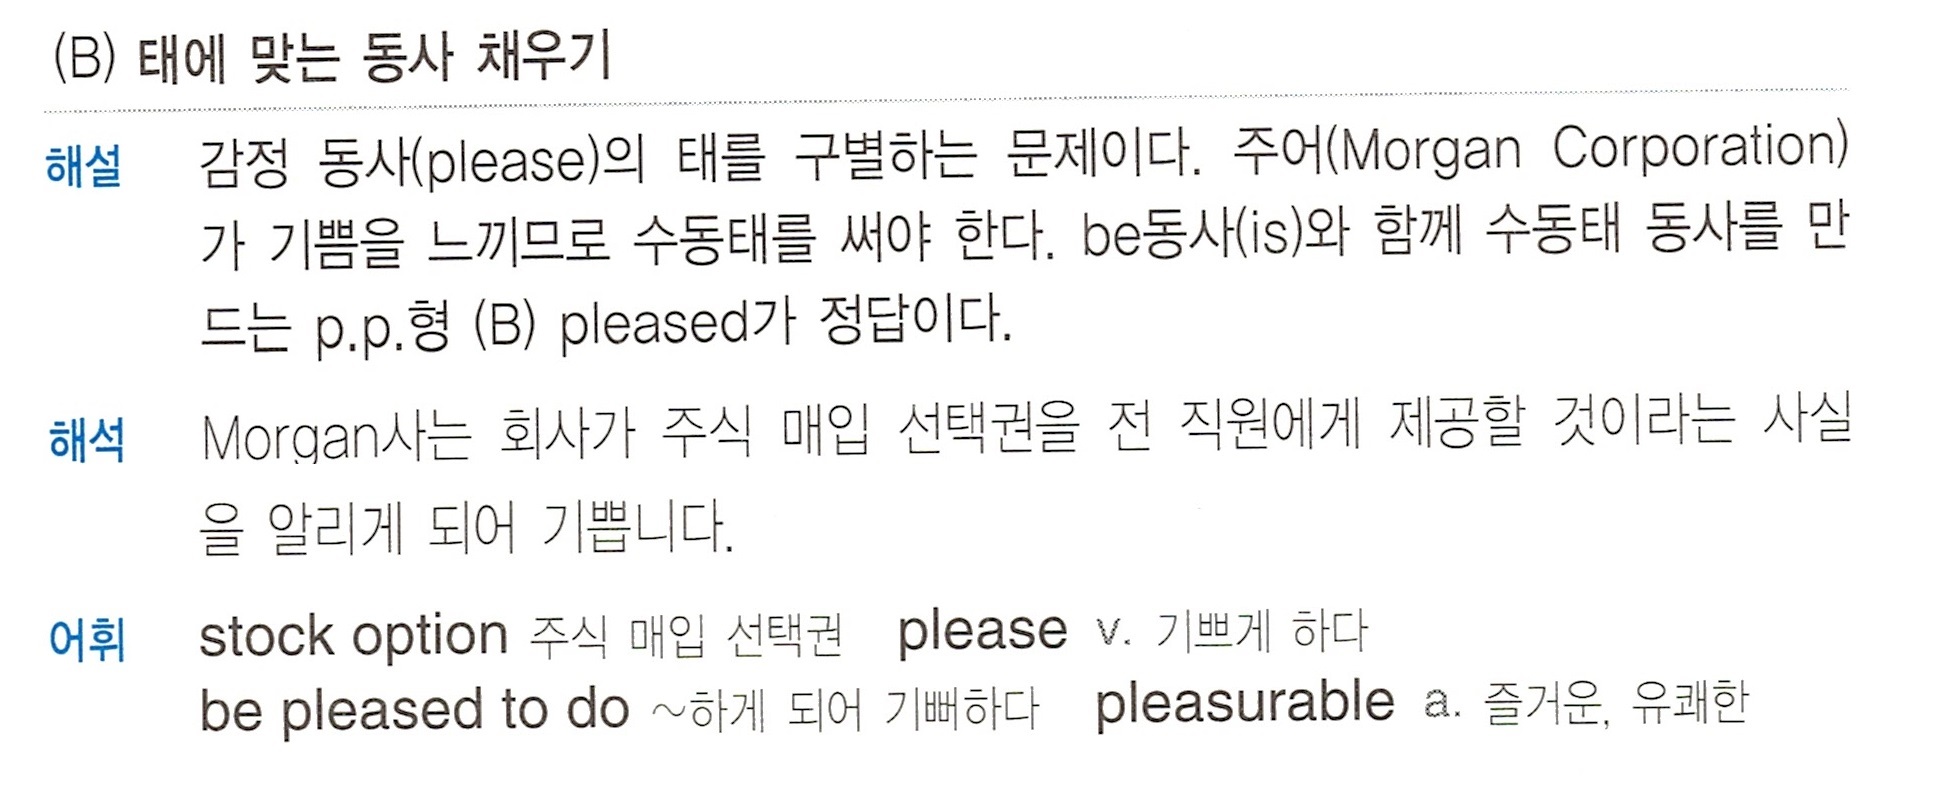 (B) 태에 맞는 동사 채우기
해설 감정 동사(please)의 태를 구별하는 문제이다. 주어(Morgan Corporation)
가 기쁨을 느끼므로 수동태를 써야 한다. be동사(is)와 함께 수동태 동사를 만
드는 p.p.형 (B) pleased가 정답이다.
해석 Morgan사는 회사가 주식 매입 선택권을 전 직원에게 제공할 것이라는 사실
을 알리게 되어 기쁩니다.
어휘 stock option 주식 매입 선택권 please v. 기쁘게 하다
be pleased to do ~하게 되어 기뻐하다 pleasurable a. 즐거운, 유쾌한